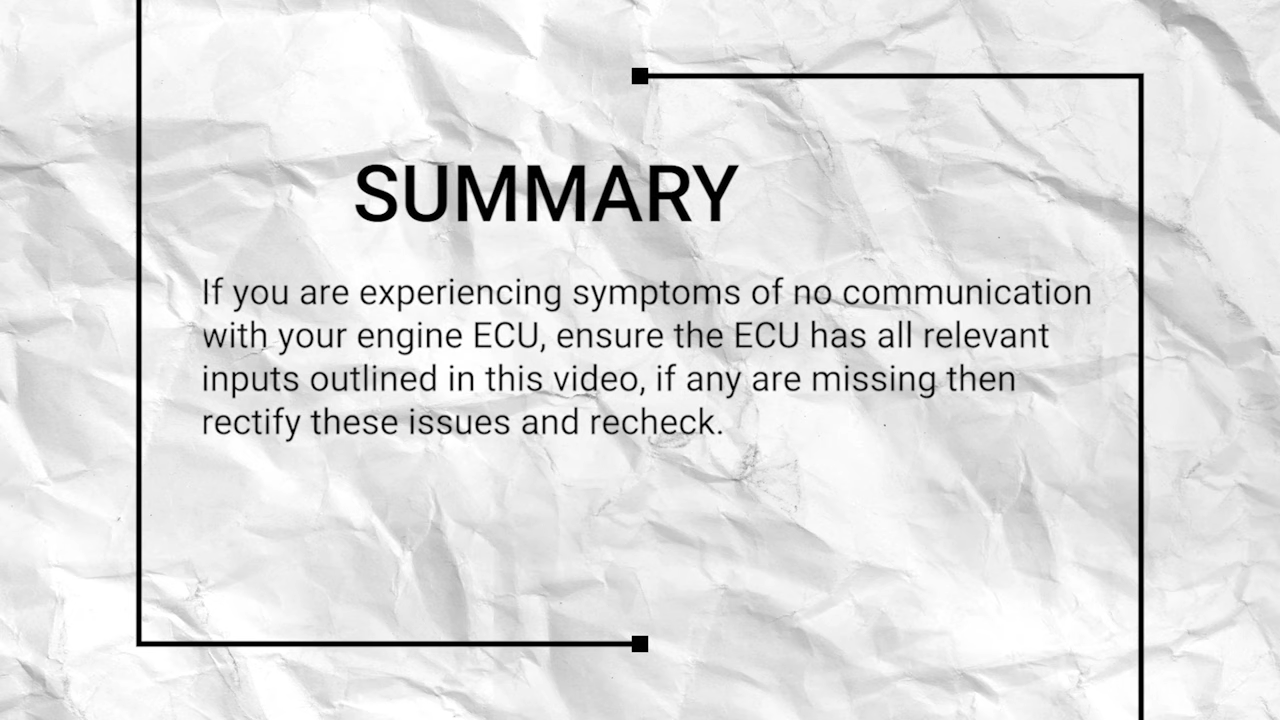 SUMMARY
If you are experiencing symptoms of no communication
with your engine ECU, ensure the ECU has all relevant
inputs outlined in this video, if any are missing then
rectify these issues and recheck.